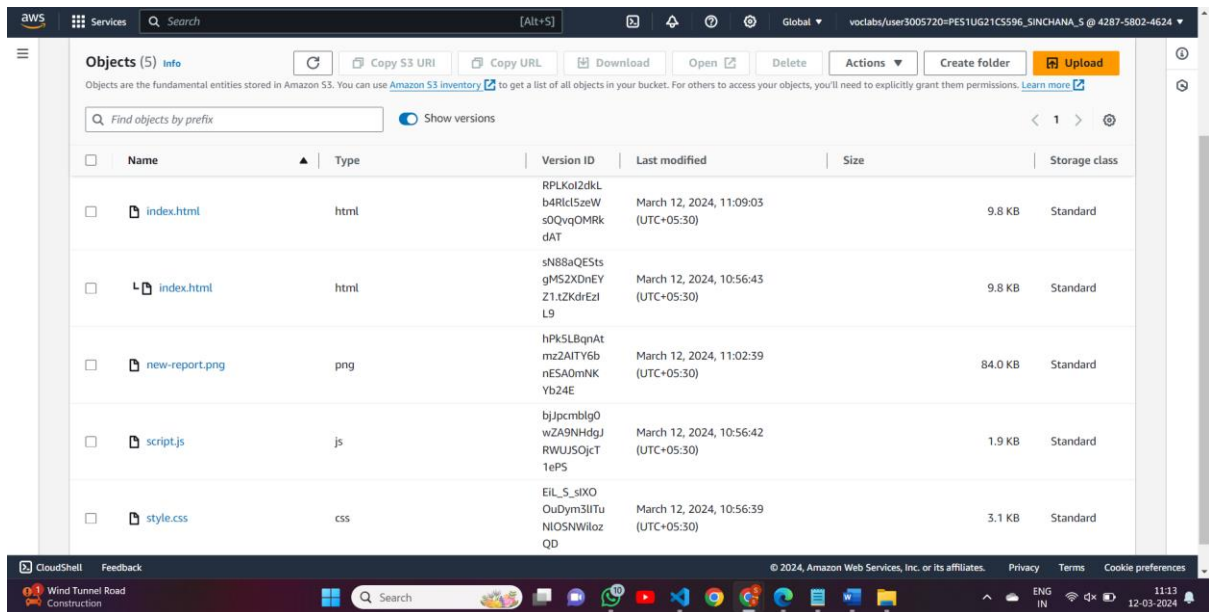 aws Services Search [Alt+S] Global ▼ voclabs/user3005720=PES1UG21CS596_SINCHANA_S @ 4287-5802-4624 ▼
Objects (5) Info Copy S3 URI Copy URL Download Open Delete Actions ▼ Create folder Upload
Objects are the fundamental entities stored in Amazon S3. You can use Amazon S3 inventory to get a list of all objects in your bucket. For others to access your objects, you'll need to explicitly grant them permissions. Learn more
Find objects by prefix Show versions < 1 >
Name ▲ Type Version ID Last modified Size Storage class
RPLKoI2dkL
index.html html b4Rlcl5zeW March 12, 2024, 11:09:03 9.8 KB Standard
s0QvqOMRk (UTC+05:30)
dAT
sN88aQESts
index.html html gMS2XDnEY March 12, 2024, 10:56:43 9.8 KB Standard
Z1.tZKdrEzI (UTC+05:30)
L9
hPk5LBqnAt
new-report.png png mz2AITY6b March 12, 2024, 11:02:39 84.0 KB Standard
nESA0mNK (UTC+05:30)
Yb24E
bjJpcmblg0
script.js js wZA9NHdgJ March 12, 2024, 10:56:42 1.9 KB Standard
RWUJSOjcT (UTC+05:30)
1ePS
EiL_S_sIXO
style.css css OuDym3lITu March 12, 2024, 10:56:39 3.1 KB Standard
NlOSNWiloz (UTC+05:30)
QD
CloudShell Feedback © 2024, Amazon Web Services, Inc. or its affiliates. Privacy Terms Cookie preferences
Wind Tunnel Road Search ENG 11:13
Construction IN 12-03-2024